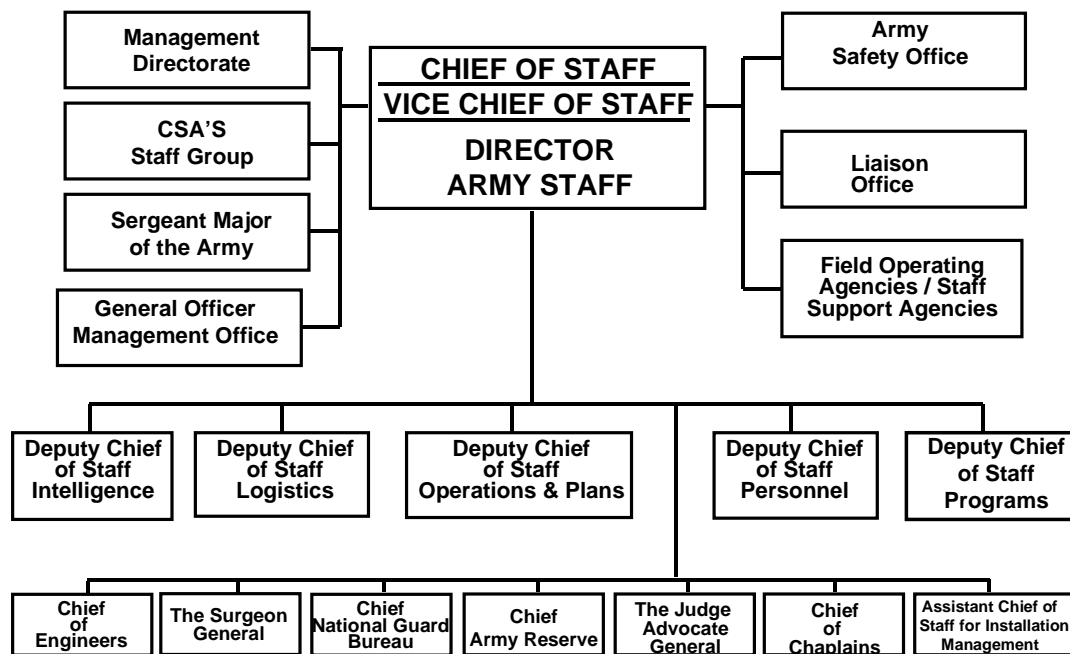 Management
Directorate
CSA'S
Staff Group
Sergeant Major
of the Army
General Officer
Management Office
CHIEF OF STAFF
VICE CHIEF OF STAFF
DIRECTOR
ARMY STAFF
Army
Safety Office
Liaison
Office
Field Operating
Agencies / Staff
Support Agencies
Deputy Chief
of Staff
Intelligence
Deputy Chief
of Staff
Logistics
Deputy Chief
of Staff
Operations & Plans
Deputy Chief
of Staff
Personnel
Deputy Chief
of Staff
Programs
Chief
of
Engineers
The Surgeon
General
Chief
National Guard
Bureau
Chief
Army Reserve
The Judge
Advocate
General
Chief
of
Chaplains
Assistant Chief of
Staff for Installation
Management